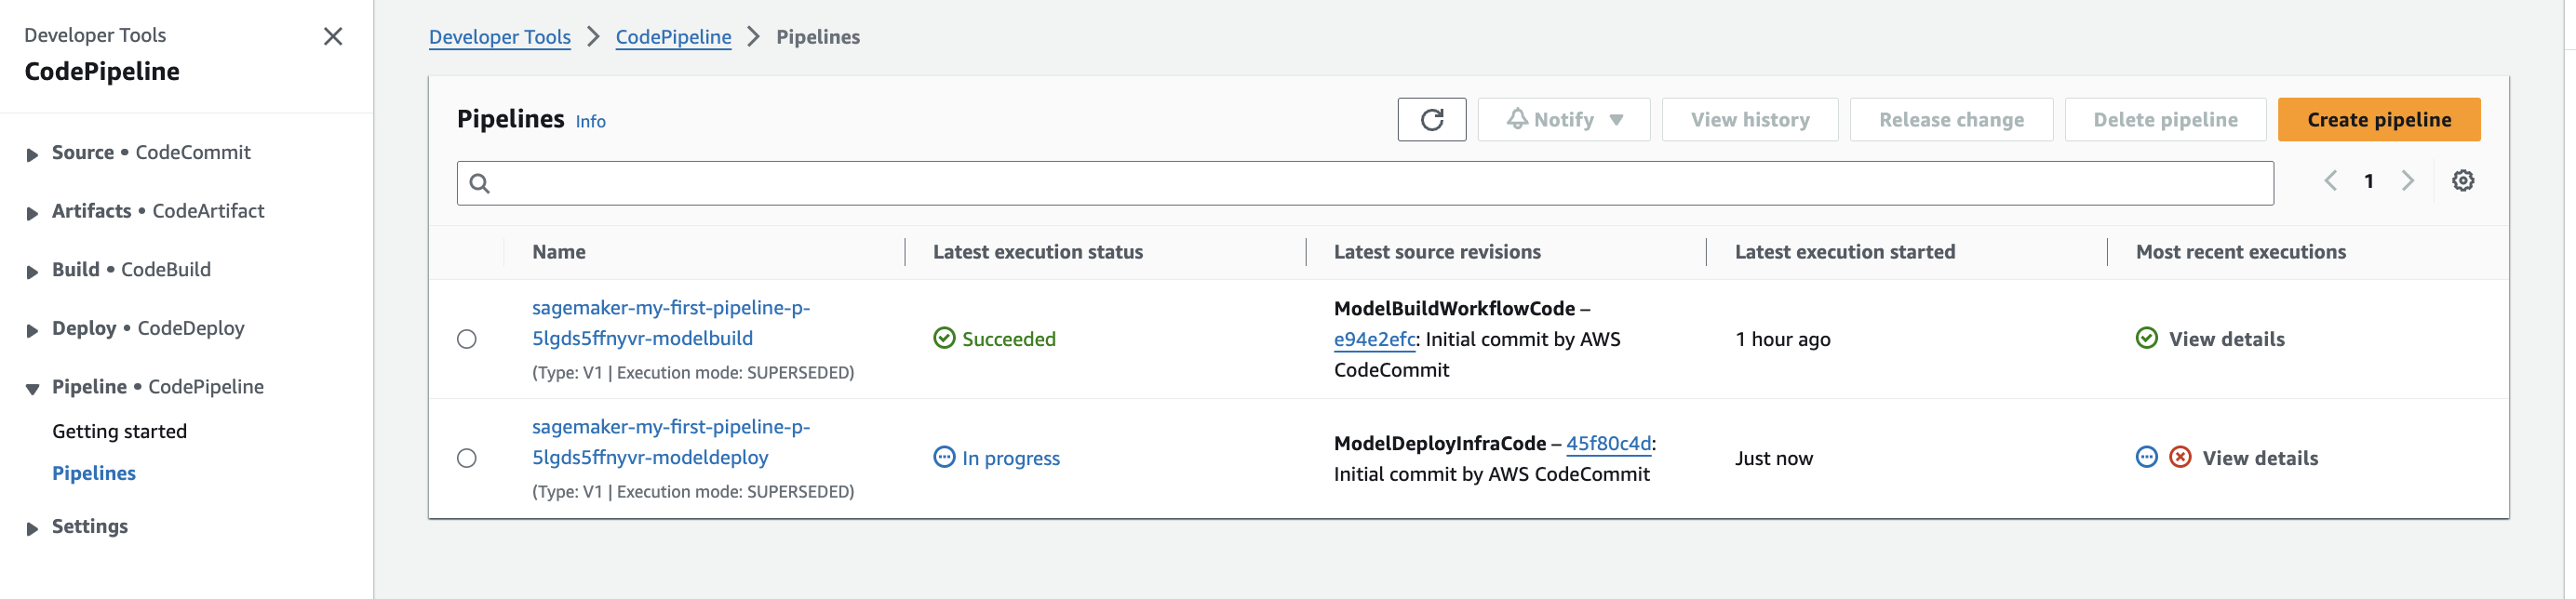 Developer Tools
CodePipeline
Source • CodeCommit
Artifacts • CodeArtifact
Build • CodeBuild
Deploy • CodeDeploy
Pipeline • CodePipeline
Getting started
Pipelines
Settings
Developer Tools > CodePipeline > Pipelines
Pipelines Info
Notify View history Release change Delete pipeline Create pipeline
1
Name Latest execution status Latest source revisions Latest execution started Most recent executions
sagemaker-my-first-pipeline-p-
5lgds5ffnyvr-modelbuild
(Type: V1 | Execution mode: SUPERSEDED)
Succeeded
ModelBuildWorkflowCode –
e94e2efc: Initial commit by AWS
CodeCommit
1 hour ago
View details
sagemaker-my-first-pipeline-p-
5lgds5ffnyvr-modeldeploy
(Type: V1 | Execution mode: SUPERSEDED)
In progress
ModelDeployInfraCode – 45f80c4d:
Initial commit by AWS CodeCommit
Just now
View details